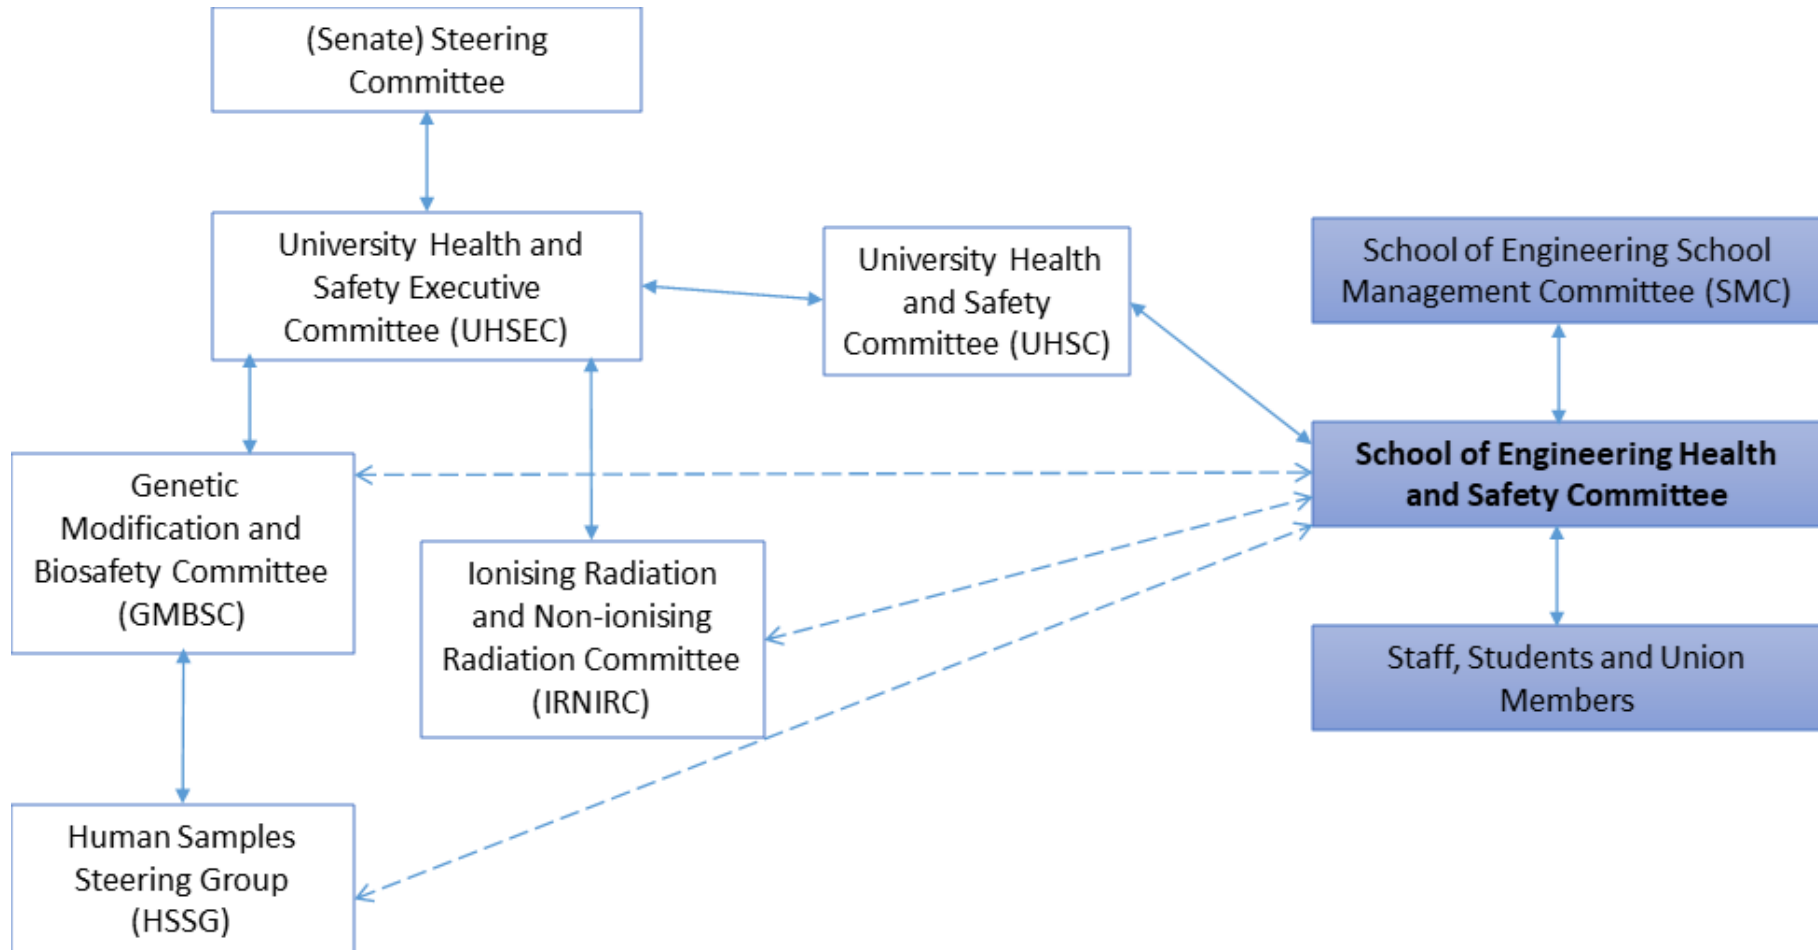 (Senate) Steering
Committee
University Health and
Safety Executive
Committee (UHSEC)
University Health
and Safety
Committee (UHSC)
School of Engineering School
Management Committee (SMC)
School of Engineering Health
and Safety Committee
Genetic
Modification and
Biosafety Committee
(GMBSC)
Ionising Radiation
and Non-ionising
Radiation Committee
(IRNIRC)
Staff, Students and Union
Members
Human Samples
Steering Group
(HSSG)